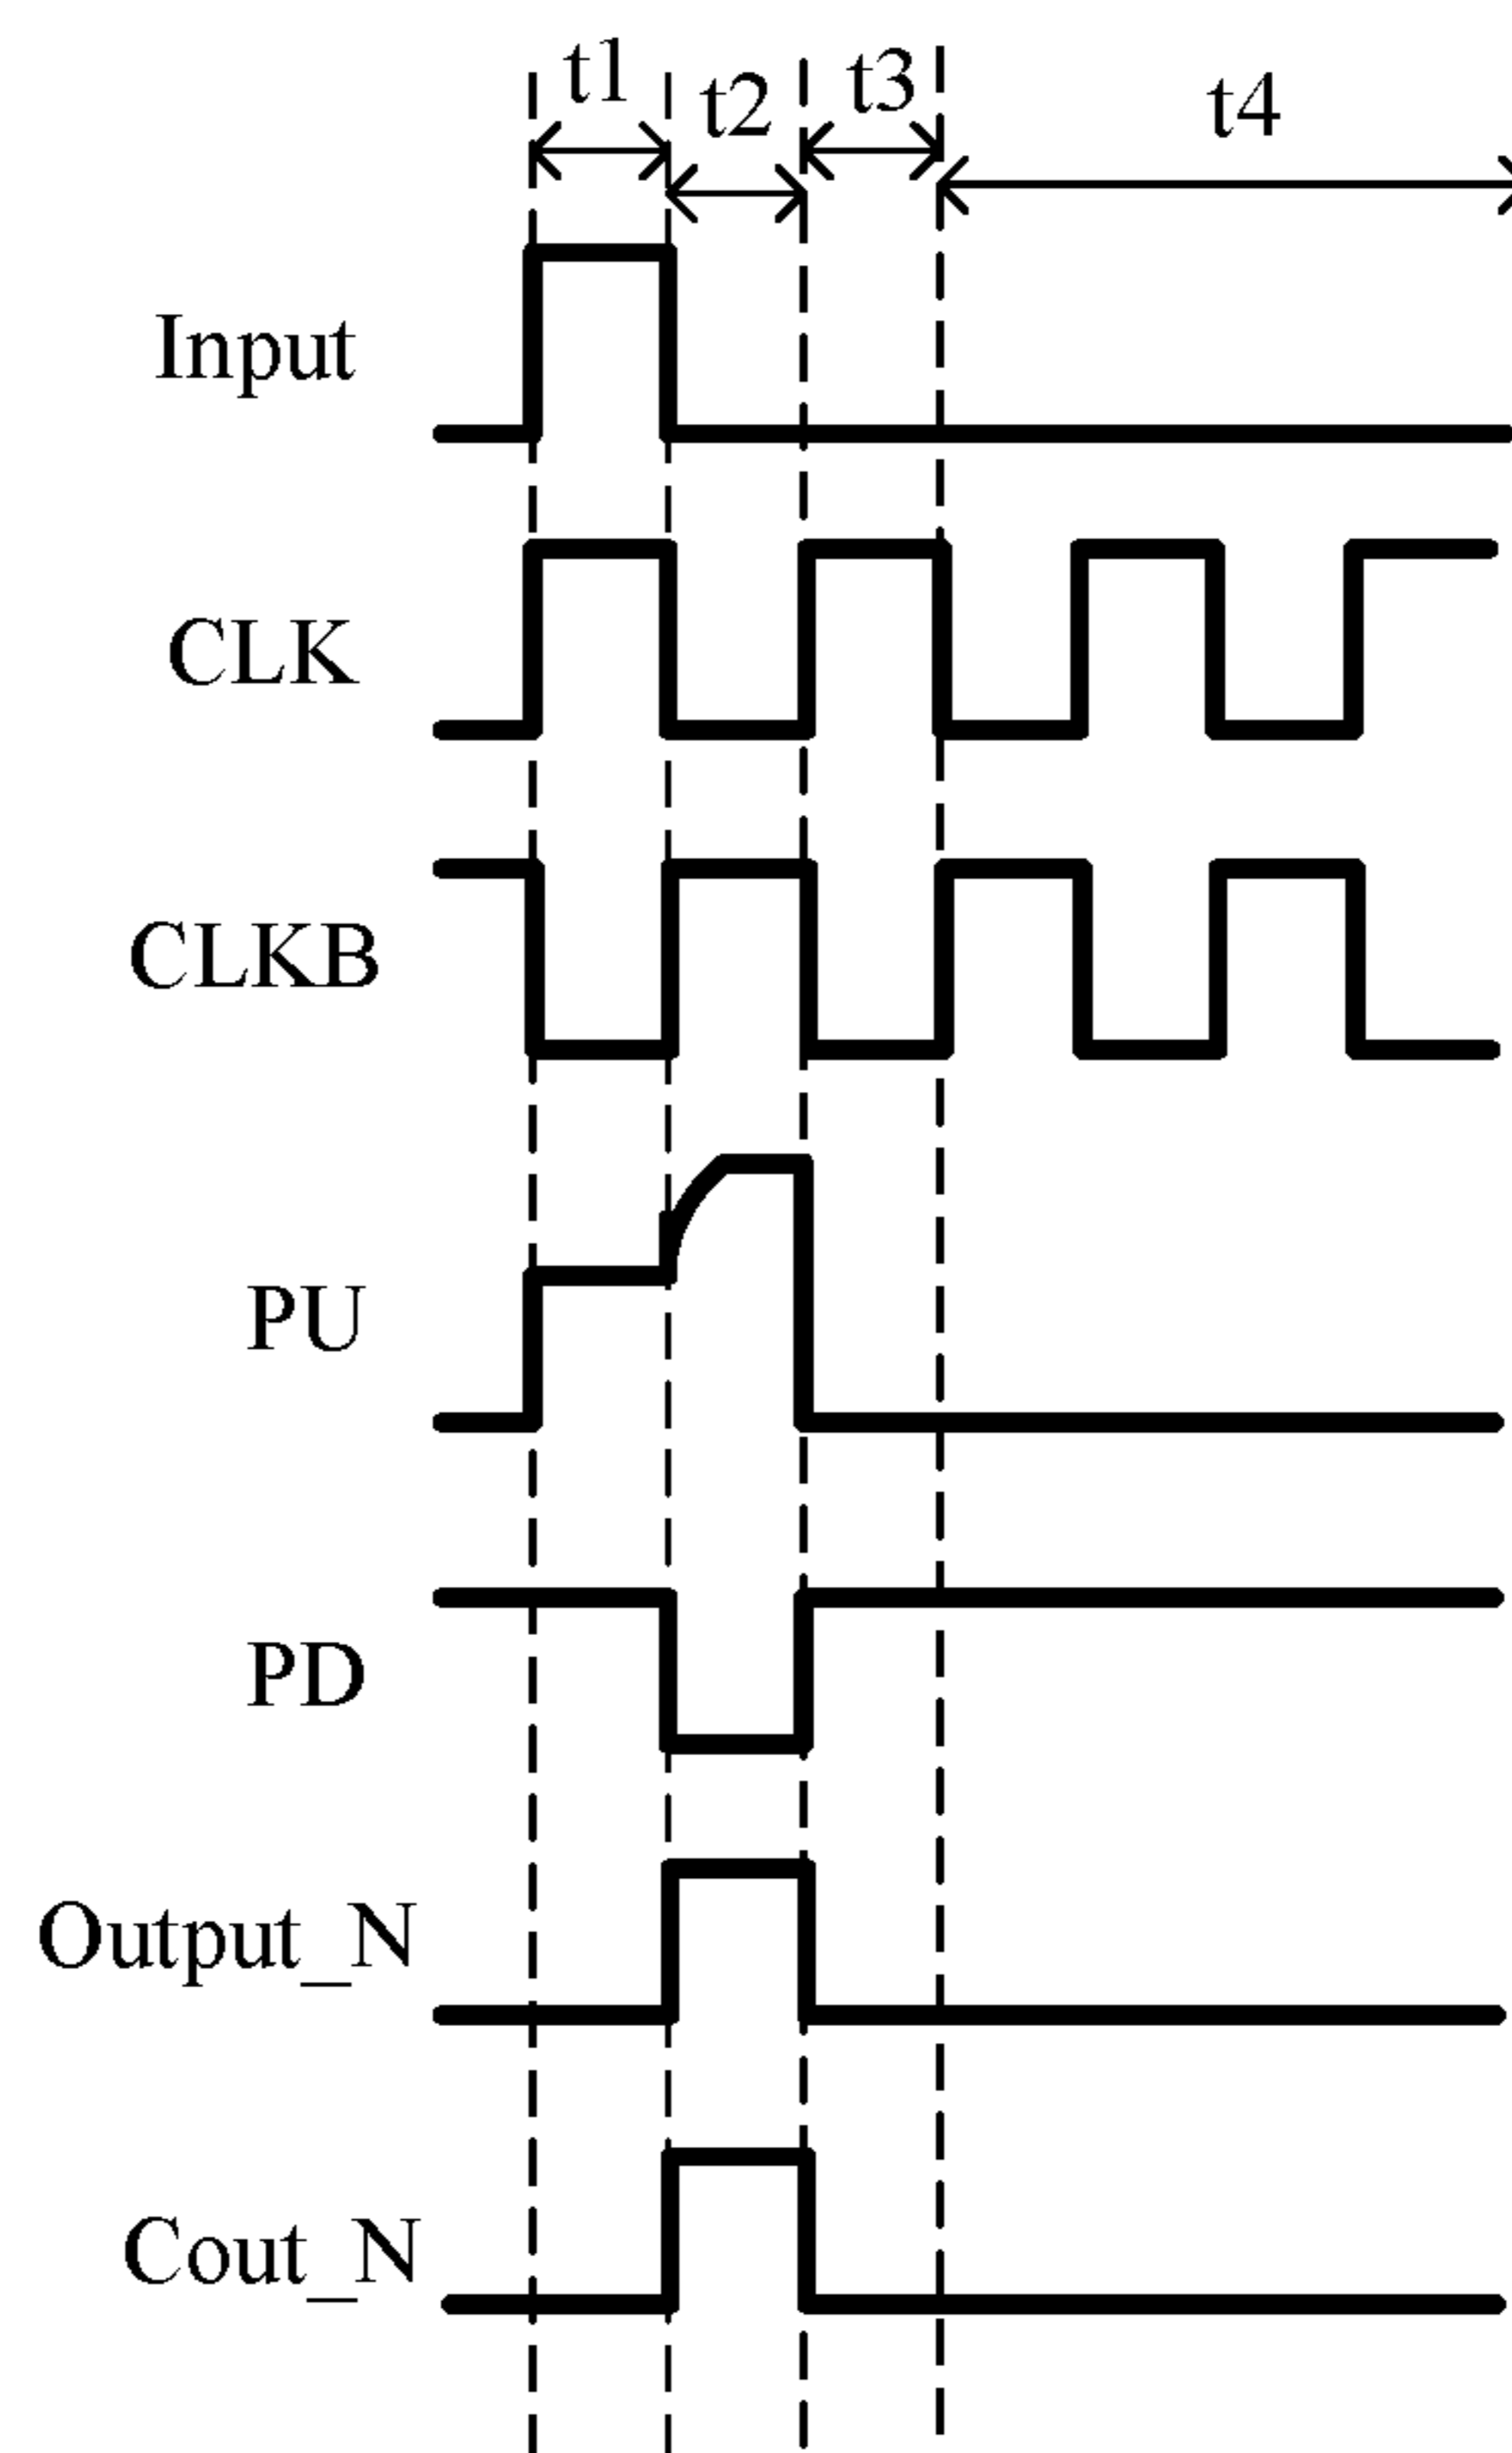 t1 t2 t3 t4
Input
CLK
CLKB
PU
PD
Output_N
Cout_N